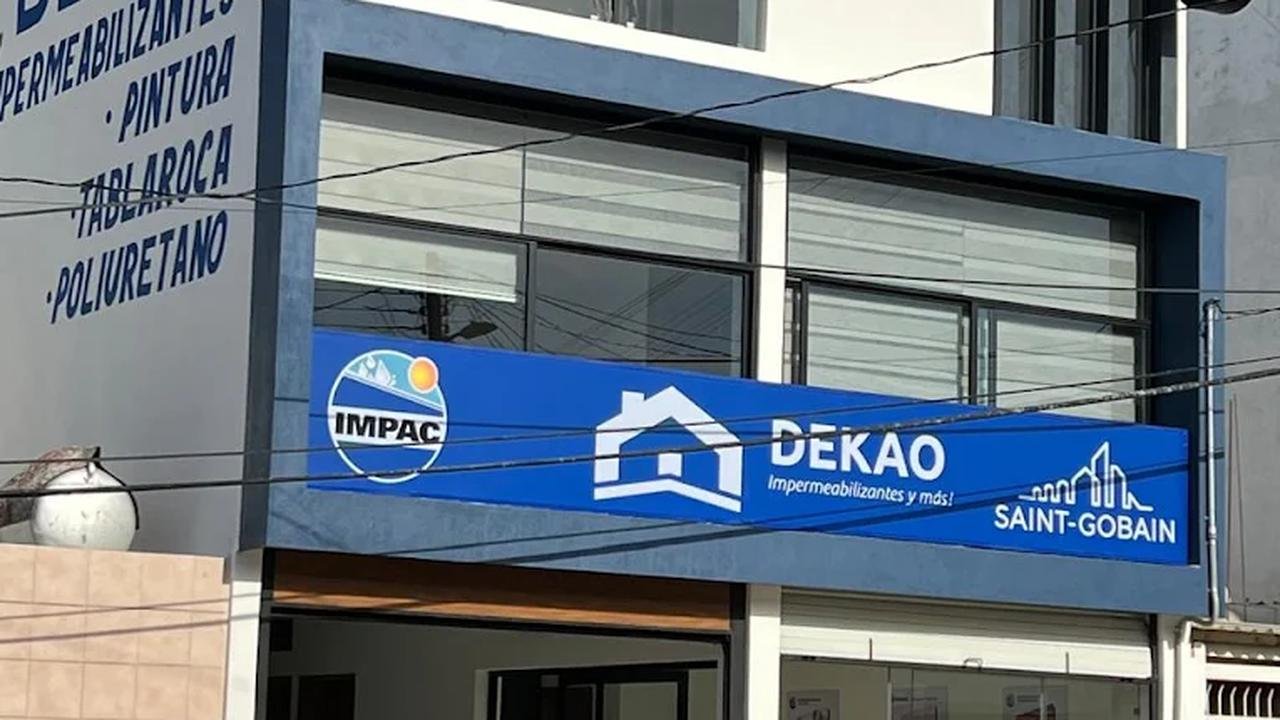 IMPERMEABILIZANTES
· PINTURA
·TABLAROCA
·POLIURETANO
IMPAC
DEKAO
Impermeabilizantes y más!
SAINT-GOBAIN